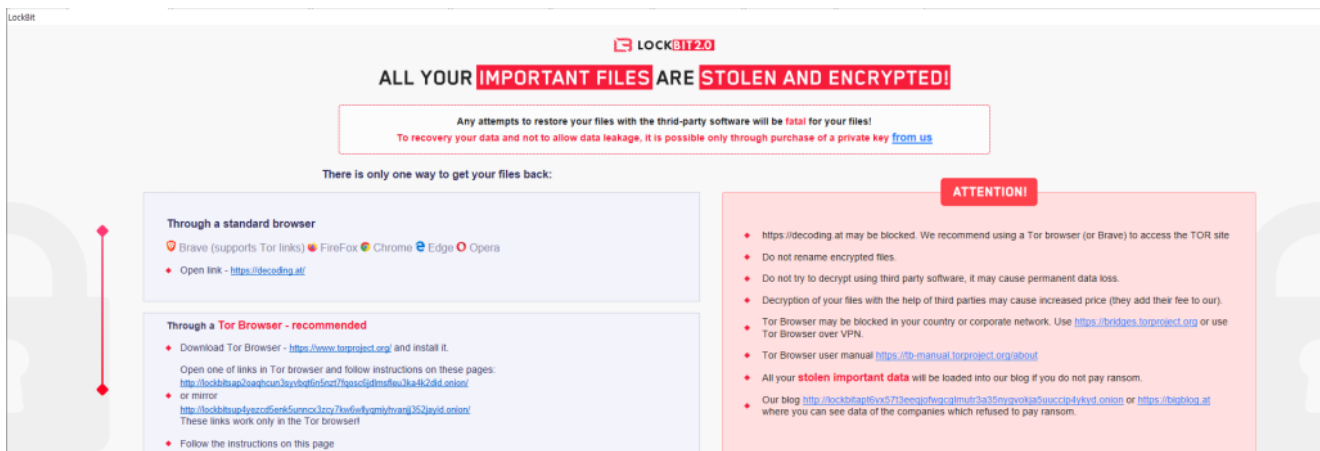 LockBit
LOCKBIT2.0
ALL YOUR IMPORTANT FILES ARE STOLEN AND ENCRYPTED!
Any attempts to restore your files with the thrid-party software will be fatal for your files!
To recovery your data and not to allow data leakage, it is possible only through purchase of a private key from us
There is only one way to get your files back:
Through a standard browser
Brave (supports Tor links) FireFox Chrome Edge Opera
Open link - https://decoding.at/
Through a Tor Browser - recommended
Download Tor Browser - https://www.torproject.org/ and install it.
Open one of links in Tor browser and follow instructions on these pages:
or mirror
These links work only in the Tor browser!
Follow the instructions on this page
ATTENTION!
https://decoding.at may be blocked. We recommend using a Tor browser (or Brave) to access the TOR site
Do not rename encrypted files.
Do not try to decrypt using third party software, it may cause permanent data loss.
Decryption of your files with the help of third parties may cause increased price (they add their fee to our).
Tor Browser may be blocked in your country or corporate network. Use https://bridges.torproject.org or use
Tor Browser over VPN.
Tor Browser user manual https://tb-manual.torproject.org/about
All your stolen important data will be loaded into our blog if you do not pay ransom.
Our blog or https://bigblog.at
where you can see data of the companies which refused to pay ransom.